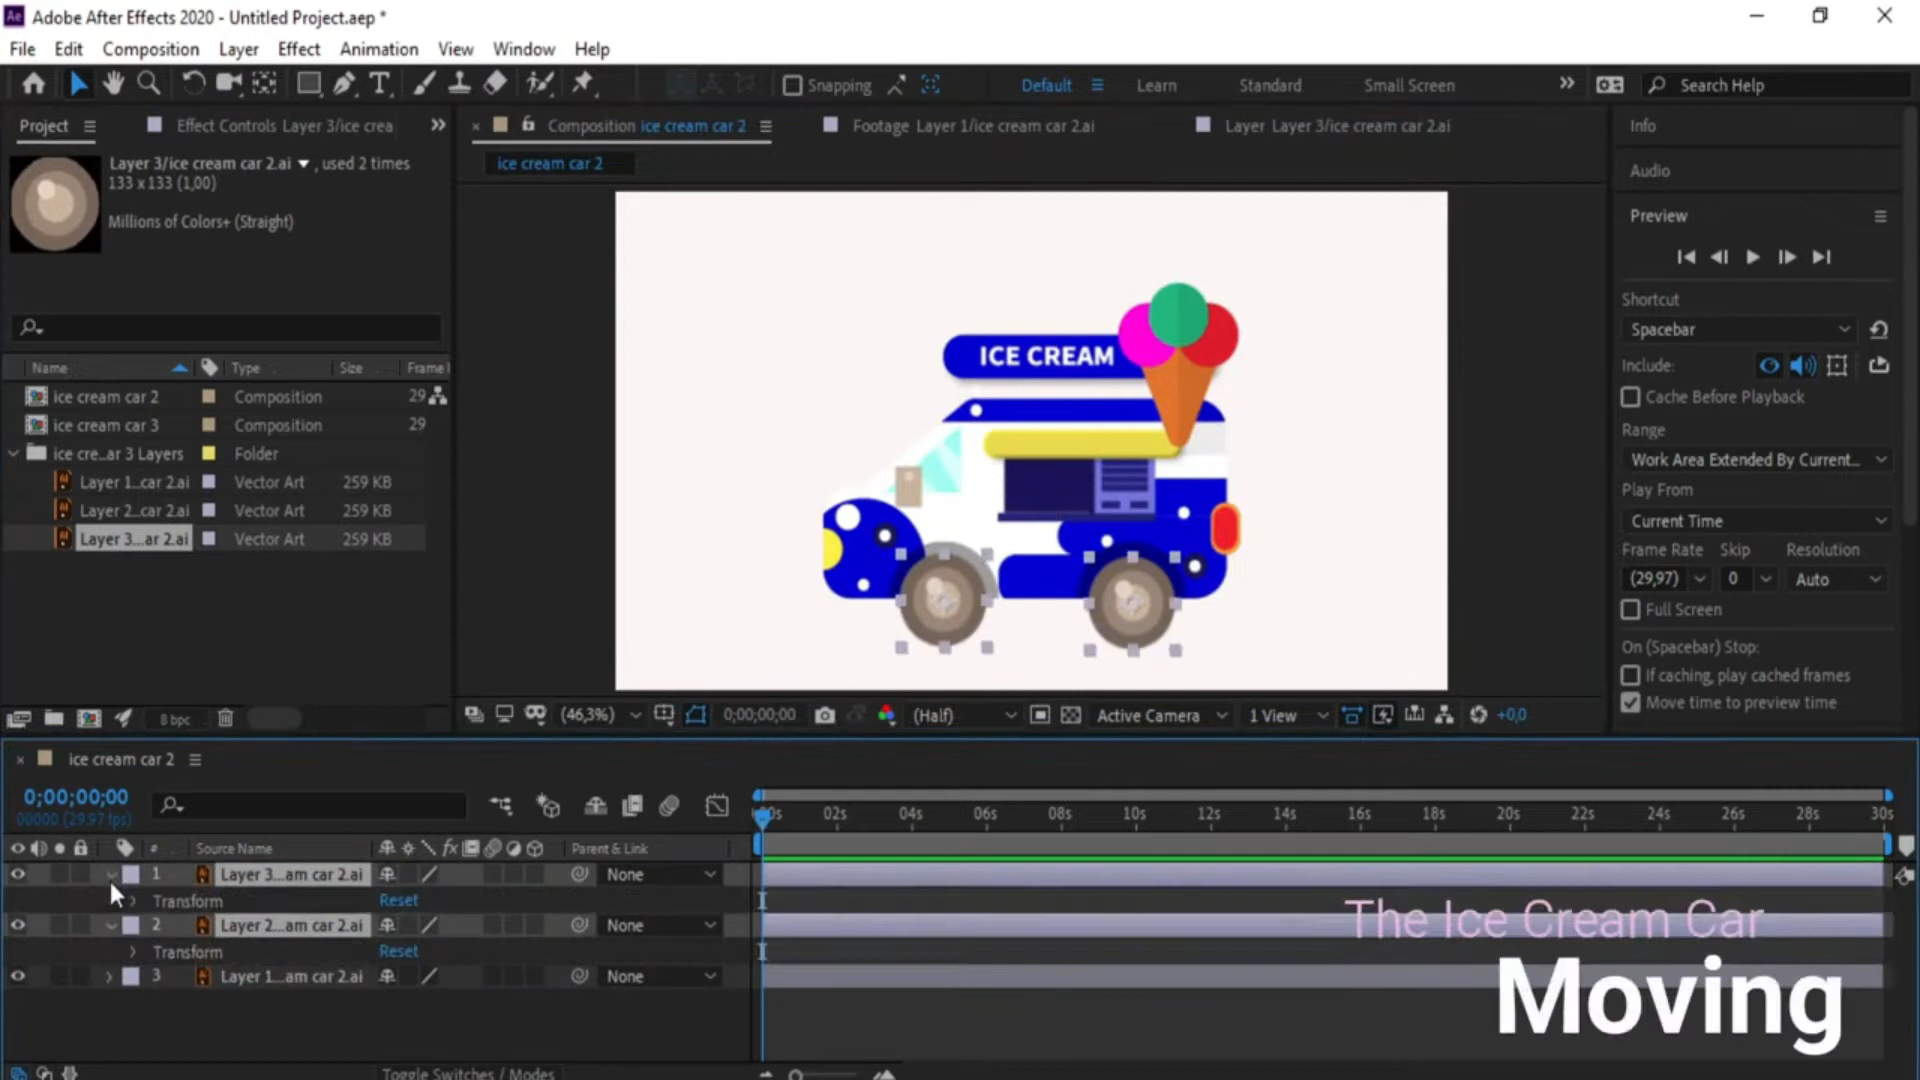 Ae Adobe After Effects 2020 - Untitled Project.aep *
File Edit Composition Layer Effect Animation View Window Help
Snapping Default Learn Standard Small Screen Search Help
Project Effect Controls Layer 3/ice crea
Composition ice cream car 2 Footage Layer 1/ice cream car 2.ai Layer Layer 3/ice cream car 2.ai
ice cream car 2
Layer 3/ice cream car 2.ai , used 2 times
133 x 133 (1,00)
Millions of Colors+ (Straight)
Name Type Size Frame
ice cream car 2 Composition 29
ice cream car 3 Composition 29
ice cre...ar 3 Layers Folder
Layer 1...car 2.ai Vector Art 259 KB
Layer 2...car 2.ai Vector Art 259 KB
Layer 3...ar 2.ai Vector Art 259 KB
8 bpc
ICE CREAM
(46,3%) 0;00;00;00 (Half) Active Camera 1 View +0,0
Info
Audio
Preview
Shortcut
Spacebar
Include:
Cache Before Playback
Range
Work Area Extended By Current...
Play From
Current Time
Frame Rate Skip Resolution
(29,97) 0 Auto
Full Screen
On (Spacebar) Stop:
If caching, play cached frames
Move time to preview time
ice cream car 2
0;00;00;00
00000 (29.97 fps)
02s 04s 06s 08s 10s 12s 14s 16s 18s 20s 22s 24s 26s 28s 30s
# Source Name fx Parent & Link
1 Layer 3...am car 2.ai None
Transform Reset
2 Layer 2...am car 2.ai None
Transform Reset
3 Layer 1...am car 2.ai None
Toggle Switches / Modes
The Ice Cream Car
Moving